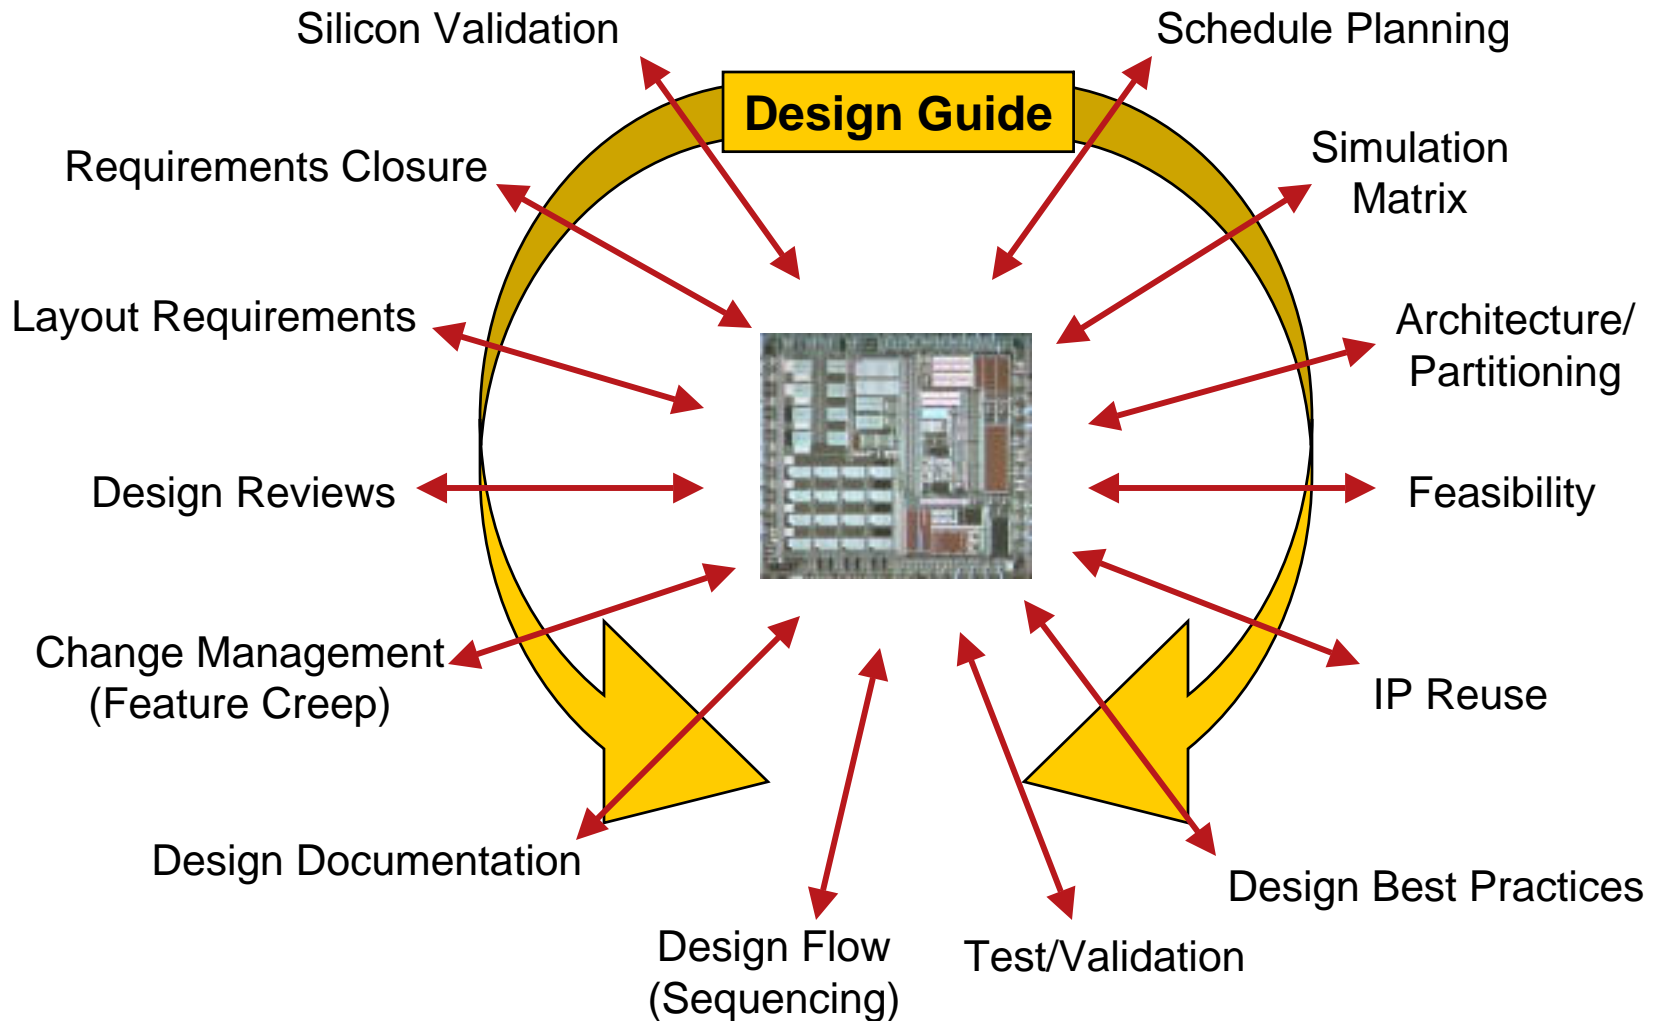 Silicon Validation
Schedule Planning
Design Guide
Requirements Closure
Simulation
Matrix
Layout Requirements
Architecture/
Partitioning
Design Reviews
Feasibility
Change Management
(Feature Creep)
IP Reuse
Design Documentation
Design Best Practices
Design Flow
(Sequencing)
Test/Validation